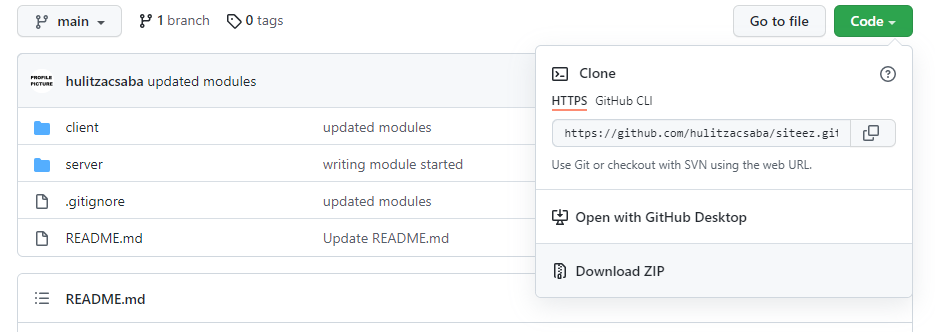 main
1 branch
0 tags
Go to file
Code
PROFILE
PICTURE
hulitzacsaba updated modules
client
updated modules
server
writing module started
.gitignore
updated modules
README.md
Update README.md
README.md
Clone
HTTPS GitHub CLI
https://github.com/hulitzacsaba/siteez.git
Use Git or checkout with SVN using the web URL.
Open with GitHub Desktop
Download ZIP